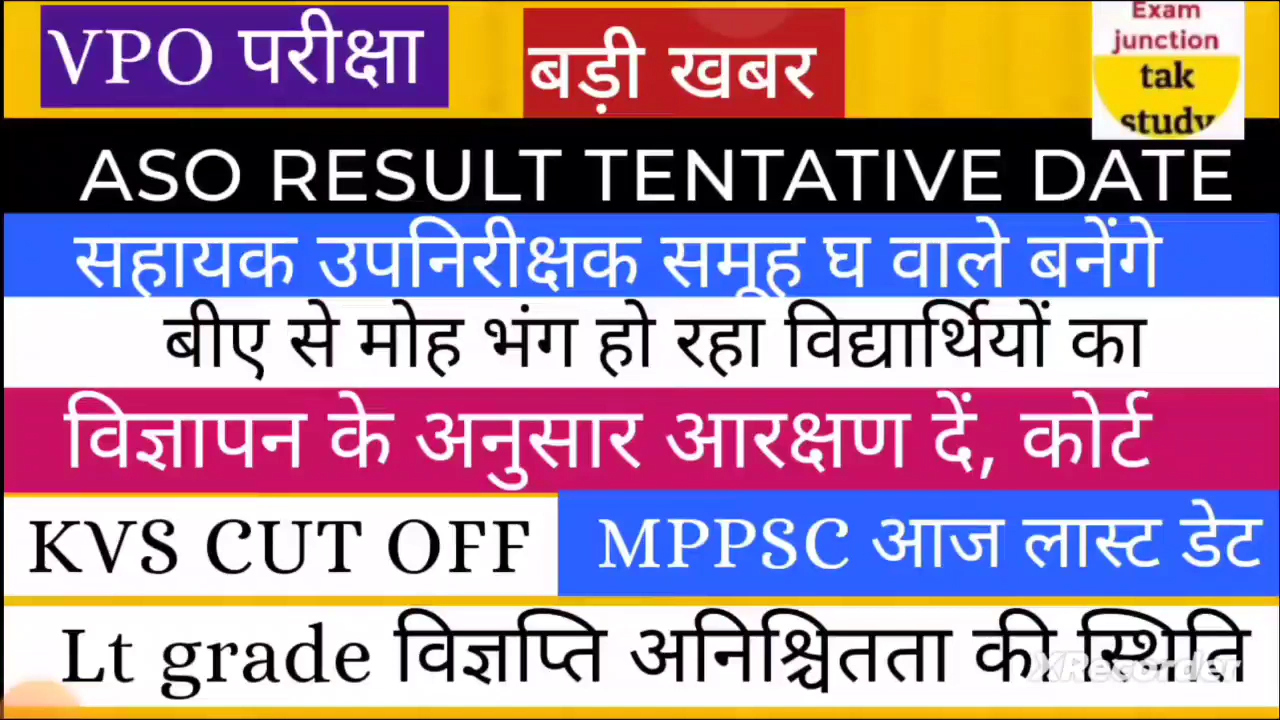 VPO परीक्षा
बड़ी खबर
Exam
junction
tak
study
ASO RESULT TENTATIVE DATE
सहायक उपनिरीक्षक समूह घ वाले बनेंगे
बीए से मोह भंग हो रहा विद्यार्थियों का
विज्ञापन के अनुसार आरक्षण दें, कोर्ट
KVS CUT OFF
MPPSC आज लास्ट डेट
Lt grade विज्ञप्ति अनिश्चितता की स्थिति
XRecorder